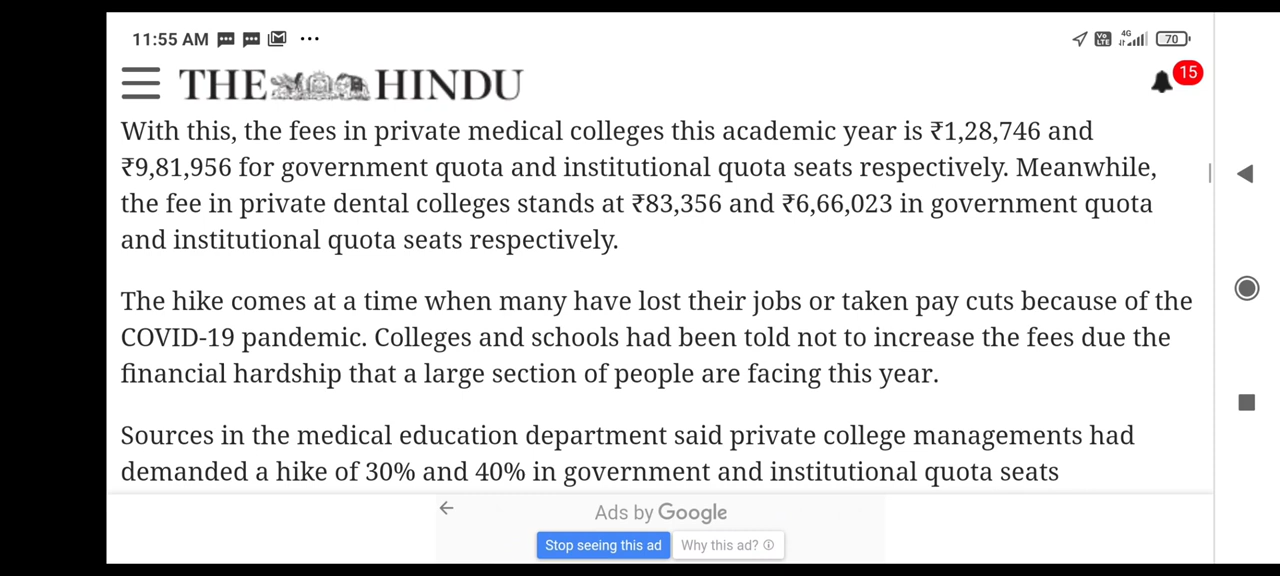 11:55 AM ...
Vo LTE 4G 70
THE HINDU
15
With this, the fees in private medical colleges this academic year is ₹1,28,746 and
₹9,81,956 for government quota and institutional quota seats respectively. Meanwhile,
the fee in private dental colleges stands at ₹83,356 and ₹6,66,023 in government quota
and institutional quota seats respectively.
The hike comes at a time when many have lost their jobs or taken pay cuts because of the
COVID-19 pandemic. Colleges and schools had been told not to increase the fees due the
financial hardship that a large section of people are facing this year.
Sources in the medical education department said private college managements had
demanded a hike of 30% and 40% in government and institutional quota seats
Ads by Google
Stop seeing this ad Why this ad?